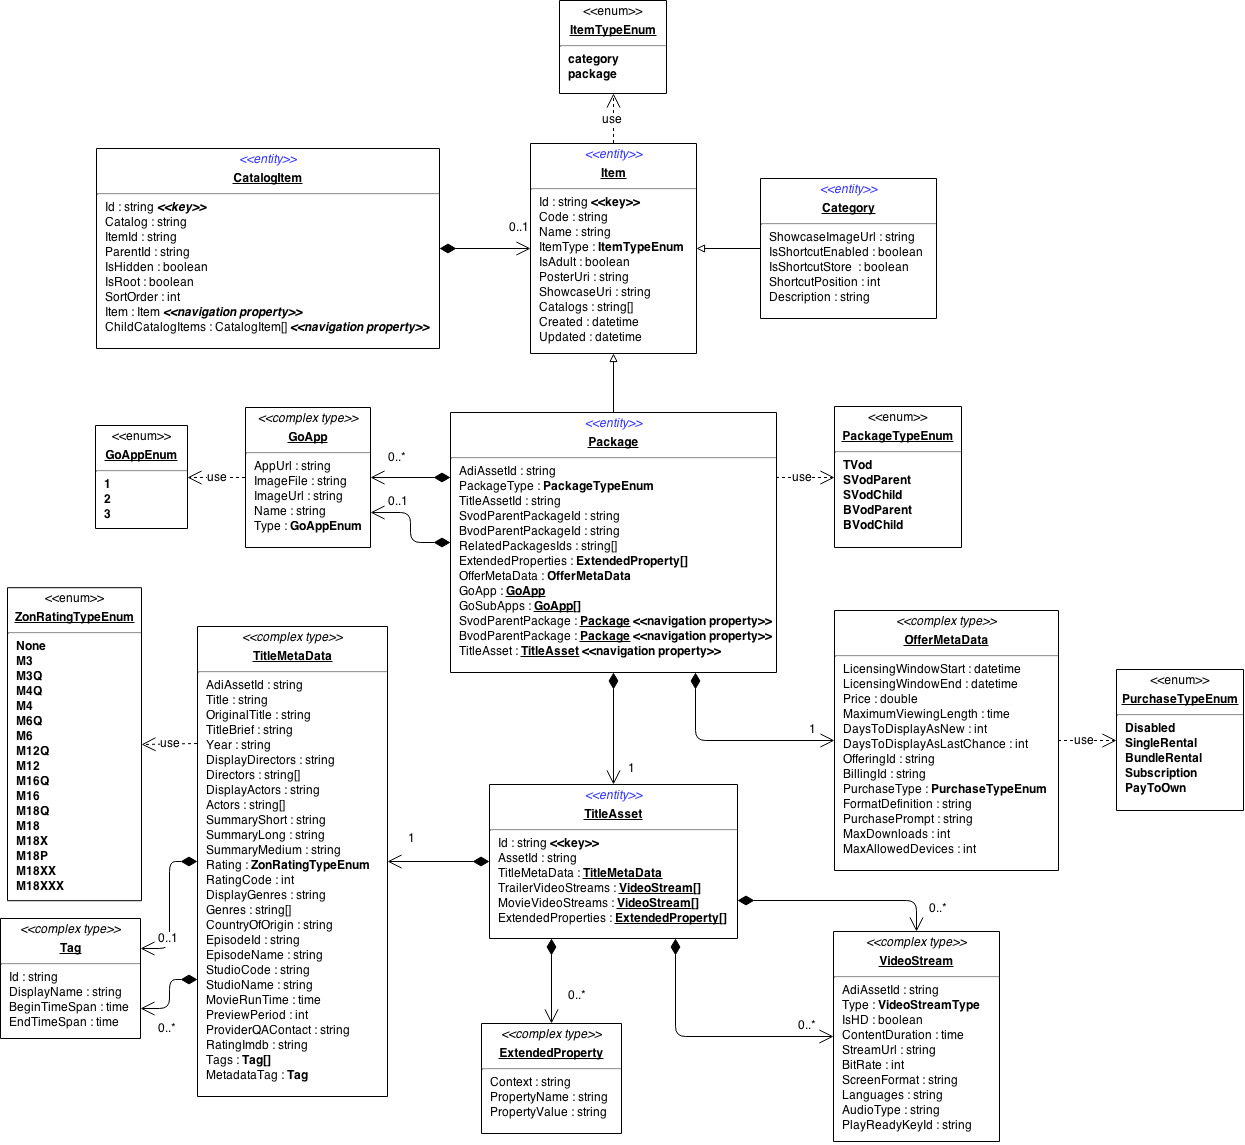 <<enum>>
ItemTypeEnum
category
package
use
<<entity>>
CatalogItem
Id : string <<key>>
Catalog : string
ItemId : string
ParentId : string
IsHidden : boolean
IsRoot : boolean
SortOrder : int
Item : Item <<navigation property>>
ChildCatalogItems : CatalogItem[] <<navigation property>>
0..1
<<entity>>
Item
Id : string <<key>>
Code : string
Name : string
ItemType : ItemTypeEnum
IsAdult : boolean
PosterUri : string
ShowcaseUri : string
Catalogs : string[]
Created : datetime
Updated : datetime
<<entity>>
Category
ShowcaseImageUrl : string
IsShortcutEnabled : boolean
IsShortcutStore : boolean
ShortcutPosition : int
Description : string
<<enum>>
GoAppEnum
1
2
3
use
<<complex type>>
GoApp
AppUrl : string
ImageFile : string
ImageUrl : string
Name : string
Type : GoAppEnum
0..*
0..1
<<entity>>
Package
AdiAssetId : string
PackageType : PackageTypeEnum
TitleAssetId : string
SvodParentPackageId : string
BvodParentPackageId : string
RelatedPackagesIds : string[]
ExtendedProperties : ExtendedProperty[]
OfferMetaData : OfferMetaData
GoApp : GoApp
GoSubApps : GoApp[]
SvodParentPackage : Package <<navigation property>>
BvodParentPackage : Package <<navigation property>>
TitleAsset : TitleAsset <<navigation property>>
use
<<enum>>
PackageTypeEnum
TVod
SVodParent
SVodChild
BVodParent
BVodChild
<<enum>>
ZonRatingTypeEnum
None
M3
M3Q
M4Q
M4
M6Q
M6
M12Q
M12
M16Q
M16
M18Q
M18
M18X
M18P
M18XX
M18XXX
use
<<complex type>>
TitleMetaData
AdiAssetId : string
Title : string
OriginalTitle : string
TitleBrief : string
Year : string
DisplayDirectors : string
Directors : string[]
DisplayActors : string
Actors : string[]
SummaryShort : string
SummaryLong : string
SummaryMedium : string
Rating : ZonRatingTypeEnum
RatingCode : int
DisplayGenres : string
Genres : string[]
CountryOfOrigin : string
EpisodeId : string
EpisodeName : string
StudioCode : string
StudioName : string
MovieRunTime : time
PreviewPeriod : int
ProviderQAContact : string
RatingImdb : string
Tags : Tag[]
MetadataTag : Tag
<<complex type>>
OfferMetaData
LicensingWindowStart : datetime
LicensingWindowEnd : datetime
Price : double
MaximumViewingLength : time
DaysToDisplayAsNew : int
DaysToDisplayAsLastChance : int
OfferingId : string
BillingId : string
PurchaseType : PurchaseTypeEnum
FormatDefinition : string
PurchasePrompt : string
MaxDownloads : int
MaxAllowedDevices : int
1
use
<<enum>>
PurchaseTypeEnum
Disabled
SingleRental
BundleRental
Subscription
PayToOwn
1
<<entity>>
TitleAsset
Id : string <<key>>
AssetId : string
TitleMetaData : TitleMetaData
TrailerVideoStreams : VideoStream[]
MovieVideoStreams : VideoStream[]
ExtendedProperties : ExtendedProperty[]
1
<<complex type>>
Tag
Id : string
DisplayName : string
BeginTimeSpan : time
EndTimeSpan : time
0..1
0..*
0..*
<<complex type>>
ExtendedProperty
Context : string
PropertyName : string
PropertyValue : string
0..*
0..*
<<complex type>>
VideoStream
AdiAssetId : string
Type : VideoStreamType
IsHD : boolean
ContentDuration : time
StreamUrl : string
BitRate : int
ScreenFormat : string
Languages : string
AudioType : string
PlayReadyKeyId : string